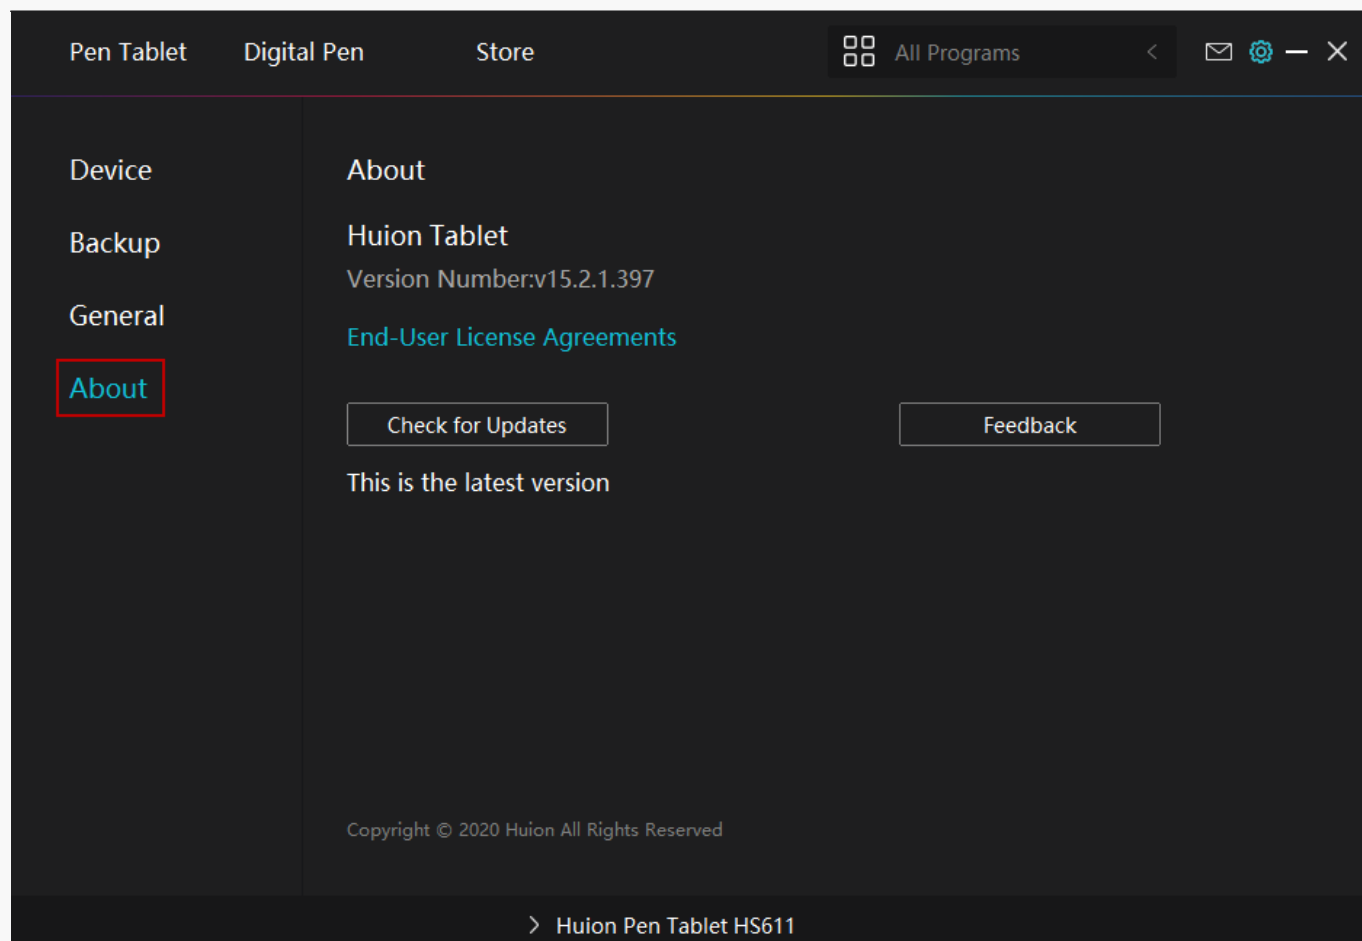 Pen Tablet Digital Pen Store All Programs
Device
Backup
General
About
About
Huion Tablet
Version Number:v15.2.1.397
End-User License Agreements
Check for Updates Feedback
This is the latest version
Copyright © 2020 Huion All Rights Reserved
Huion Pen Tablet HS611